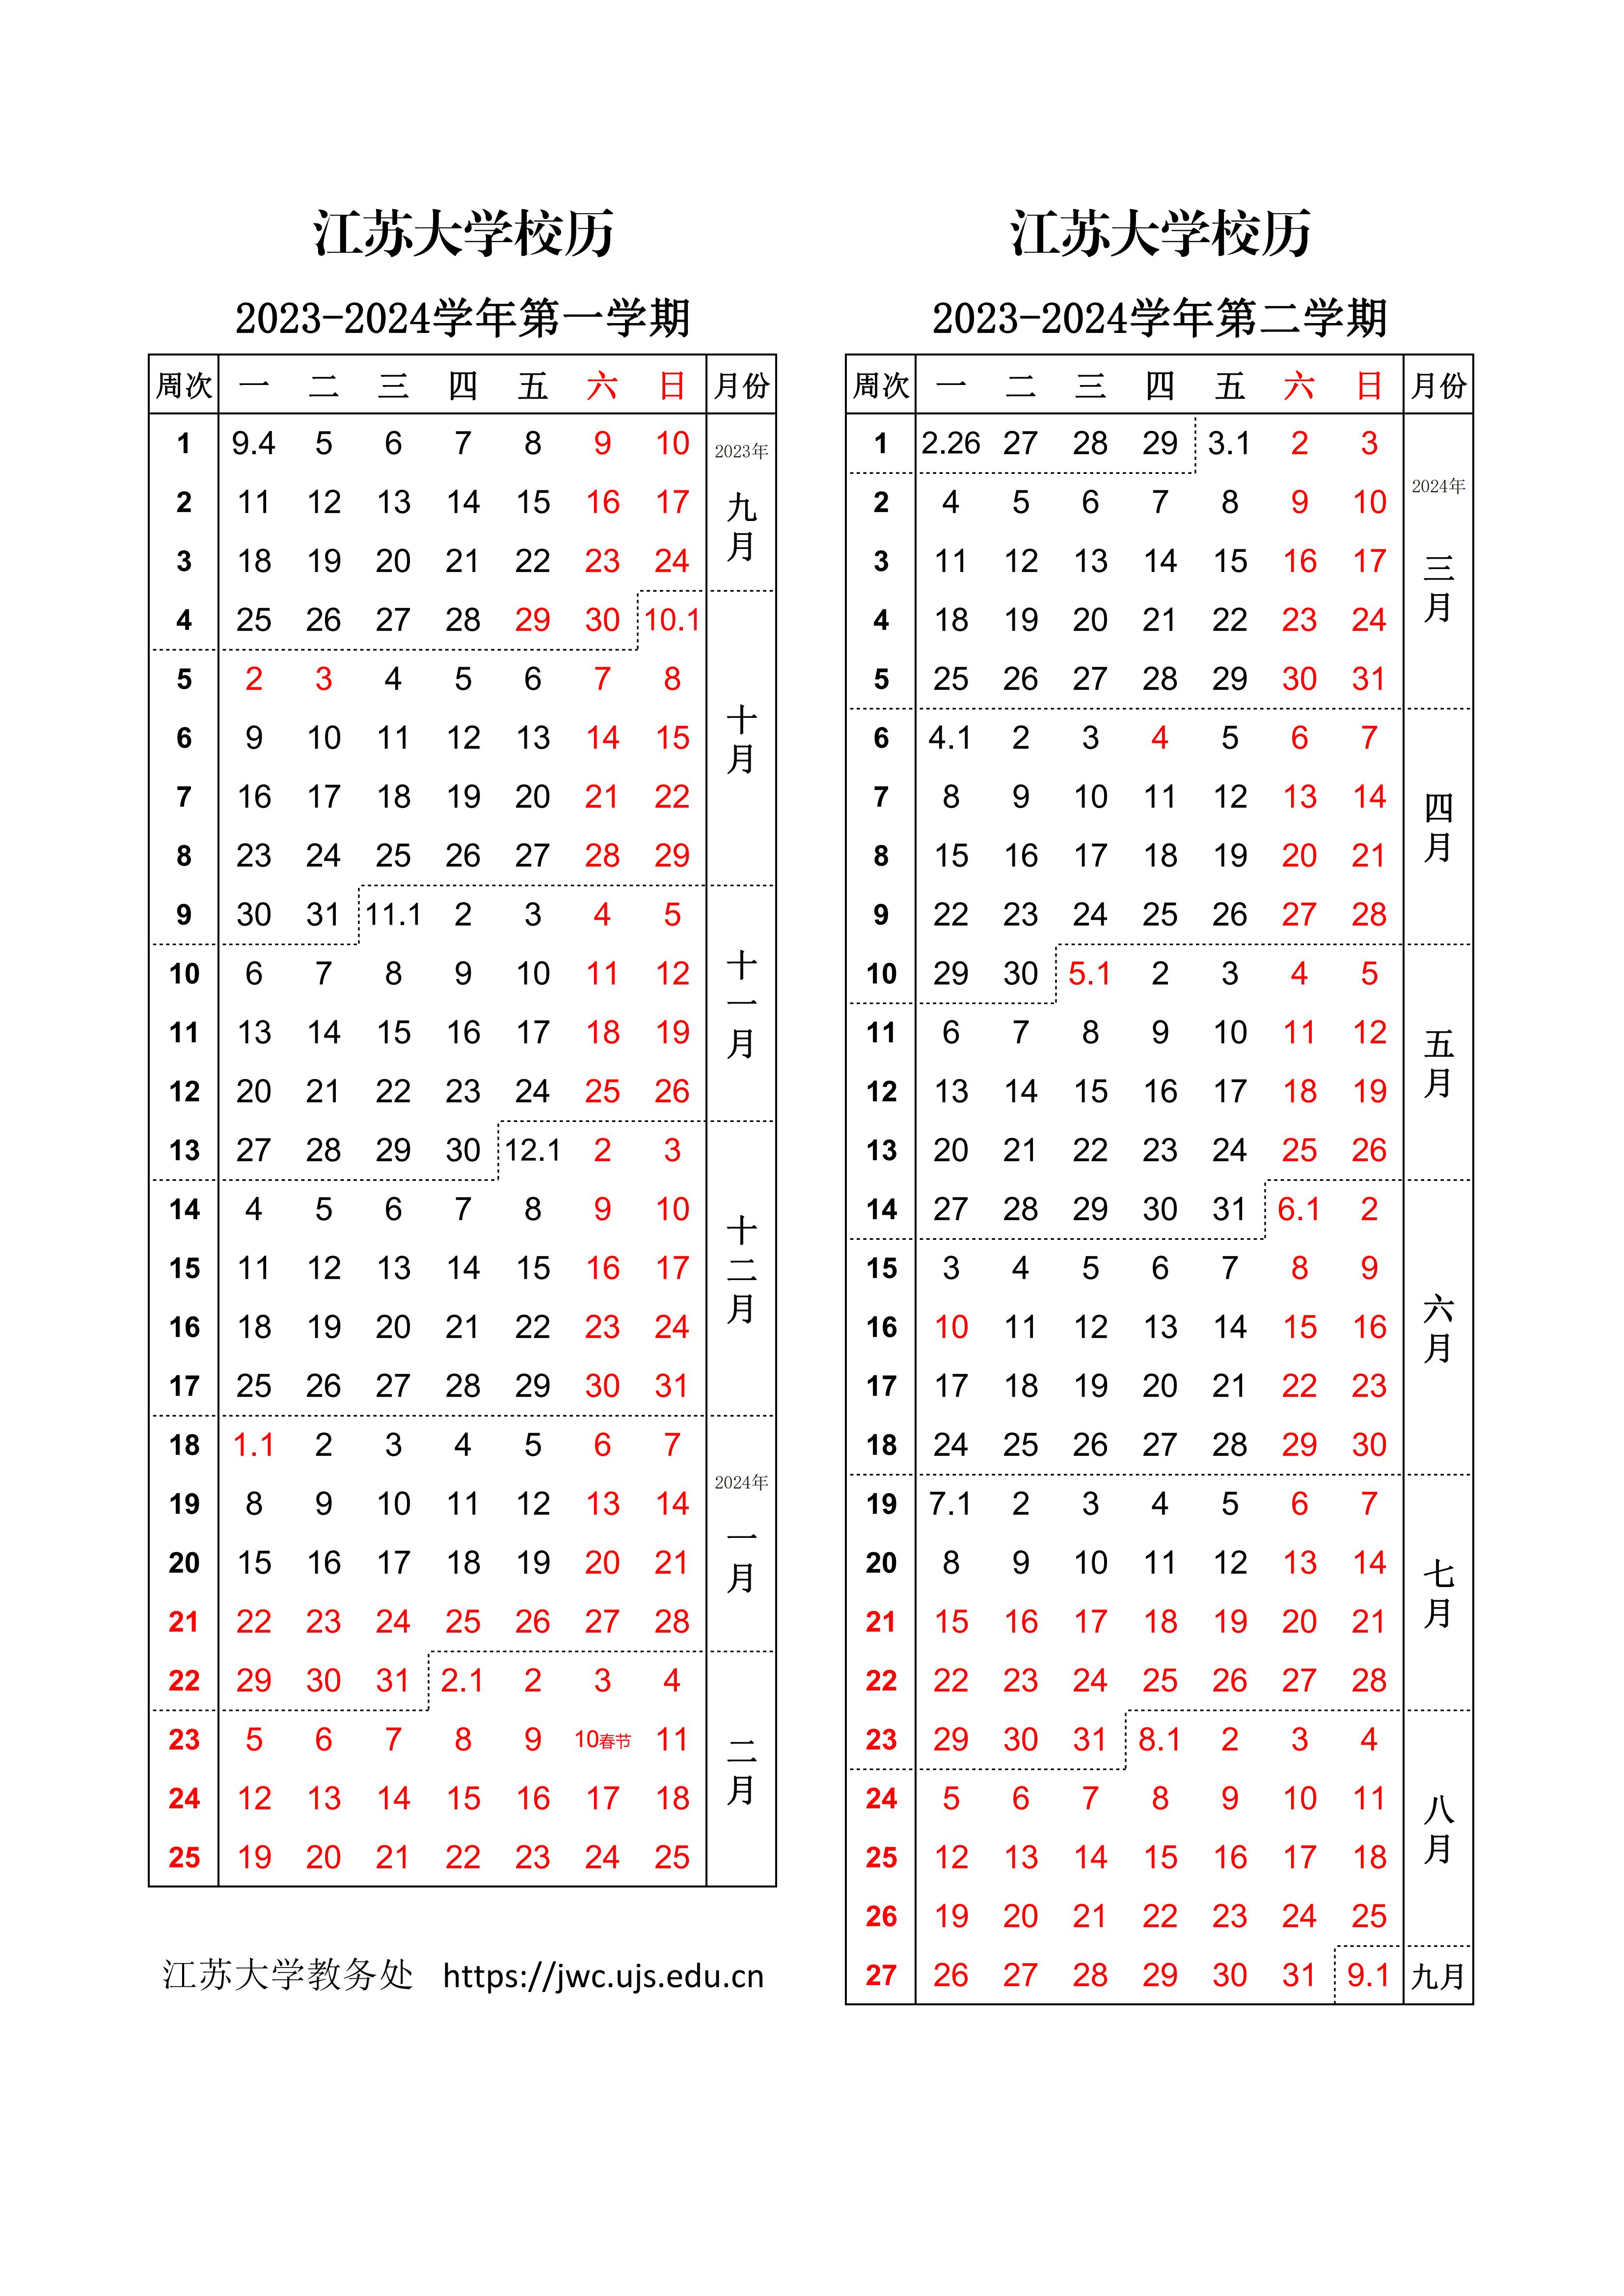 江苏大学校历
2023-2024学年第一学期
周次 一 二 三 四 五 六 日 月份
1 9.4 5 6 7 8 9 10 2023年
2 11 12 13 14 15 16 17 九月
3 18 19 20 21 22 23 24
4 25 26 27 28 29 30 10.1
5 2 3 4 5 6 7 8
6 9 10 11 12 13 14 15 十月
7 16 17 18 19 20 21 22
8 23 24 25 26 27 28 29
9 30 31 11.1 2 3 4 5
10 6 7 8 9 10 11 12 十一月
11 13 14 15 16 17 18 19
12 20 21 22 23 24 25 26
13 27 28 29 30 12.1 2 3
14 4 5 6 7 8 9 10
15 11 12 13 14 15 16 17 十二月
16 18 19 20 21 22 23 24
17 25 26 27 28 29 30 31
18 1.1 2 3 4 5 6 7
19 8 9 10 11 12 13 14 2024年
20 15 16 17 18 19 20 21 一月
21 22 23 24 25 26 27 28
22 29 30 31 2.1 2 3 4
23 5 6 7 8 9 10春节 11 二月
24 12 13 14 15 16 17 18
25 19 20 21 22 23 24 25
江苏大学教务处 https://jwc.ujs.edu.cn
江苏大学校历
2023-2024学年第二学期
周次 一 二 三 四 五 六 日 月份
1 2.26 27 28 29 3.1 2 3
2 4 5 6 7 8 9 10 2024年
3 11 12 13 14 15 16 17 三月
4 18 19 20 21 22 23 24
5 25 26 27 28 29 30 31
6 4.1 2 3 4 5 6 7
7 8 9 10 11 12 13 14 四月
8 15 16 17 18 19 20 21
9 22 23 24 25 26 27 28
10 29 30 5.1 2 3 4 5
11 6 7 8 9 10 11 12 五月
12 13 14 15 16 17 18 19
13 20 21 22 23 24 25 26
14 27 28 29 30 31 6.1 2
15 3 4 5 6 7 8 9
16 10 11 12 13 14 15 16 六月
17 17 18 19 20 21 22 23
18 24 25 26 27 28 29 30
19 7.1 2 3 4 5 6 7
20 8 9 10 11 12 13 14 七月
21 15 16 17 18 19 20 21
22 22 23 24 25 26 27 28
23 29 30 31 8.1 2 3 4
24 5 6 7 8 9 10 11 八月
25 12 13 14 15 16 17 18
26 19 20 21 22 23 24 25
27 26 27 28 29 30 31 9.1 九月